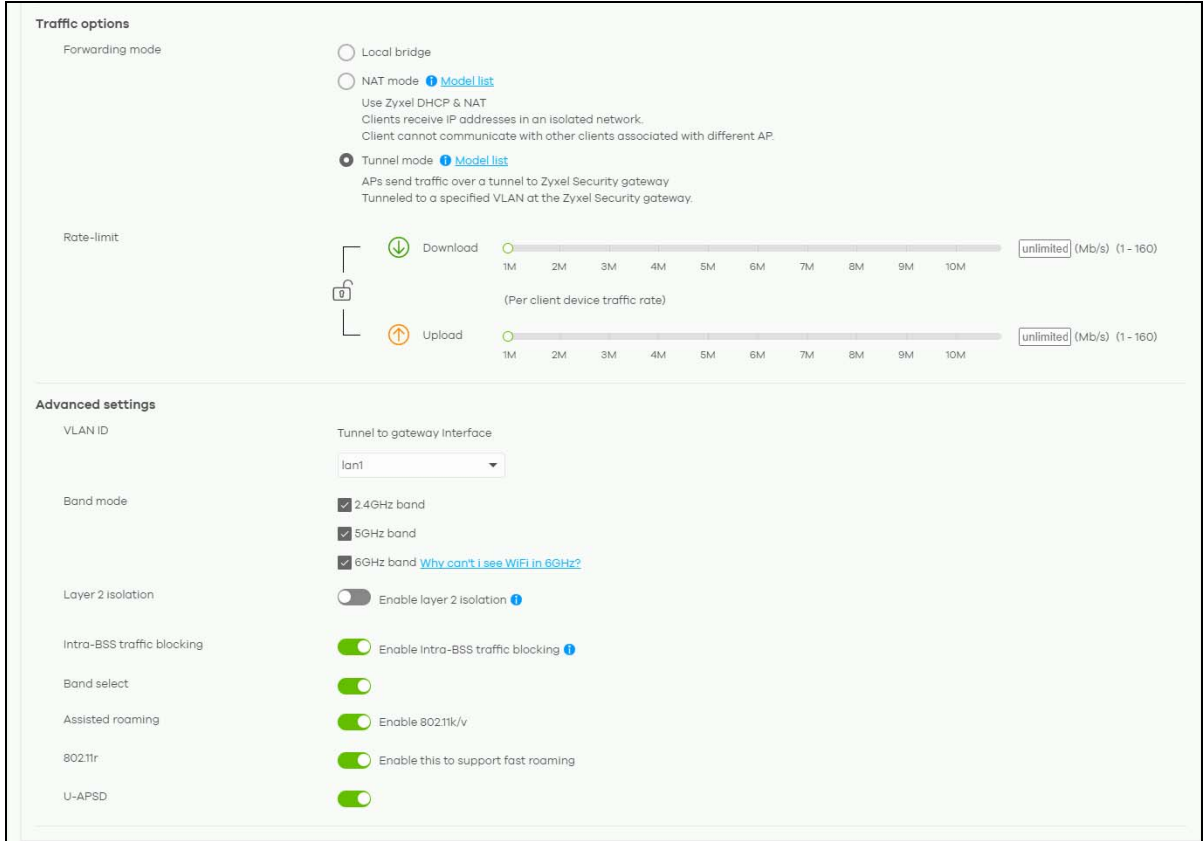 Traffic options
Forwarding mode
Local bridge
NAT mode Model list
Use Zyxel DHCP & NAT
Clients receive IP addresses in an isolated network.
Client cannot communicate with other clients associated with different AP.
Tunnel mode Model list
APs send traffic over a tunnel to Zyxel Security gateway
Tunneled to a specified VLAN at the Zyxel Security gateway.
Rate-limit
Download unlimited (Mb/s) (1 - 160)
1M 2M 3M 4M 5M 6M 7M 8M 9M 10M
(Per client device traffic rate)
Upload unlimited (Mb/s) (1 - 160)
1M 2M 3M 4M 5M 6M 7M 8M 9M 10M
Advanced settings
VLAN ID
Tunnel to gateway Interface
lan1
Band mode
2.4GHz band
5GHz band
6GHz band Why can't i see WiFi in 6GHz?
Layer 2 isolation Enable layer 2 isolation
Intra-BSS traffic blocking Enable Intra-BSS traffic blocking
Band select
Assisted roaming Enable 802.11k/v
802.11r Enable this to support fast roaming
U-APSD